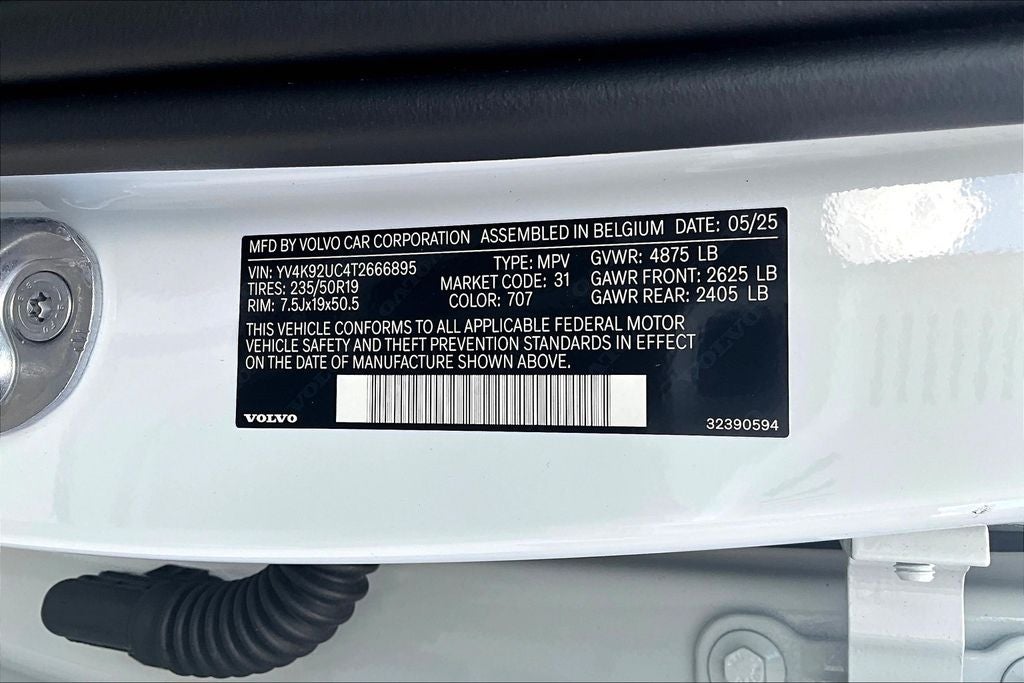 MFD BY VOLVO CAR CORPORATION ASSEMBLED IN BELGIUM DATE: 05/25
VIN: YV4K92UC4T2666895 TYPE: MPV GVWR: 4875 LB
TIRES: 235/50R19 MARKET CODE: 31 GAWR FRONT: 2625 LB
RIM: 7.5Jx19x50.5 COLOR: 707 GAWR REAR: 2405 LB
THIS VEHICLE CONFORMS TO ALL APPLICABLE FEDERAL MOTOR
VEHICLE SAFETY AND THEFT PREVENTION STANDARDS IN EFFECT
ON THE DATE OF MANUFACTURE SHOWN ABOVE.
VOLVO 32390594